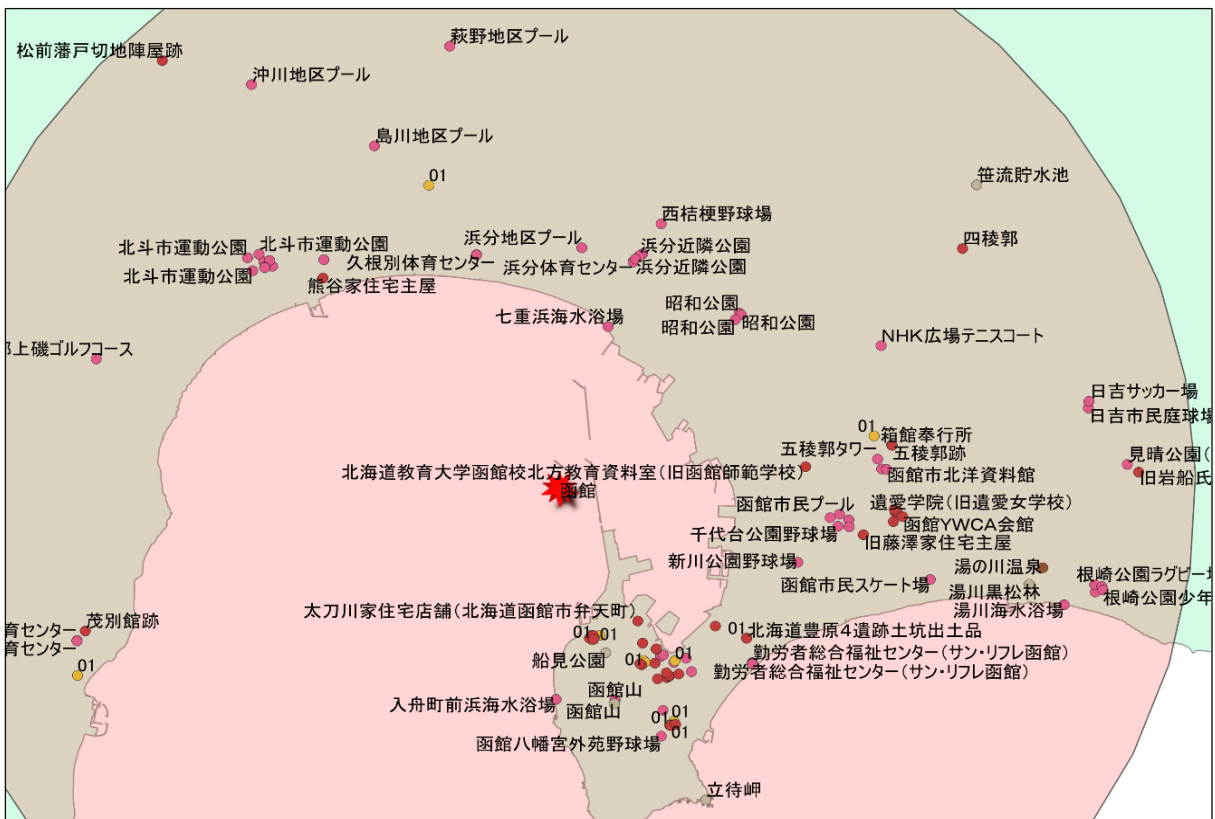 萩野地区プール
松前藩戸切地陣屋跡
沖川地区プール
島川地区プール
01
笹流貯水池
西桔梗野球場
北斗市運動公園
北斗市運動公園
浜分地区プール
浜分近隣公園
四稜郭
北斗市運動公園
久根別体育センター
浜分体育センター
浜分近隣公園
熊谷家住宅主屋
昭和公園
七重浜海水浴場
昭和公園
昭和公園
NHK広場テニスコート
上磯ゴルフコース
日吉サッカー場
日吉市民庭球場
01
箱館奉行所
五稜郭タワー
五稜郭跡
見晴公園(
北海道教育大学函館校北方教育資料室(旧函館師範学校)
函館市北洋資料館
旧岩船氏
函館
函館市民プール
遺愛学院(旧遺愛女学校)
千代台公園野球場
函館YWCA会館
旧藤澤家住宅主屋
新川公園野球場
湯の川温泉
函館市民スケート場
湯川黒松林
根崎公園ラグビー場
根崎公園少年
湯川海水浴場
太刀川家住宅店舗(北海道函館市弁天町)
茂別館跡
育センター
育センター
01
01
01
01
北海道豊原4遺跡土坑出土品
船見公園
01
01
勤労者総合福祉センター(サン・リフレ函館)
勤労者総合福祉センター(サン・リフレ函館)
函館山
函館山
入舟町前浜海水浴場
01
01
01
函館八幡宮外苑野球場
立待岬